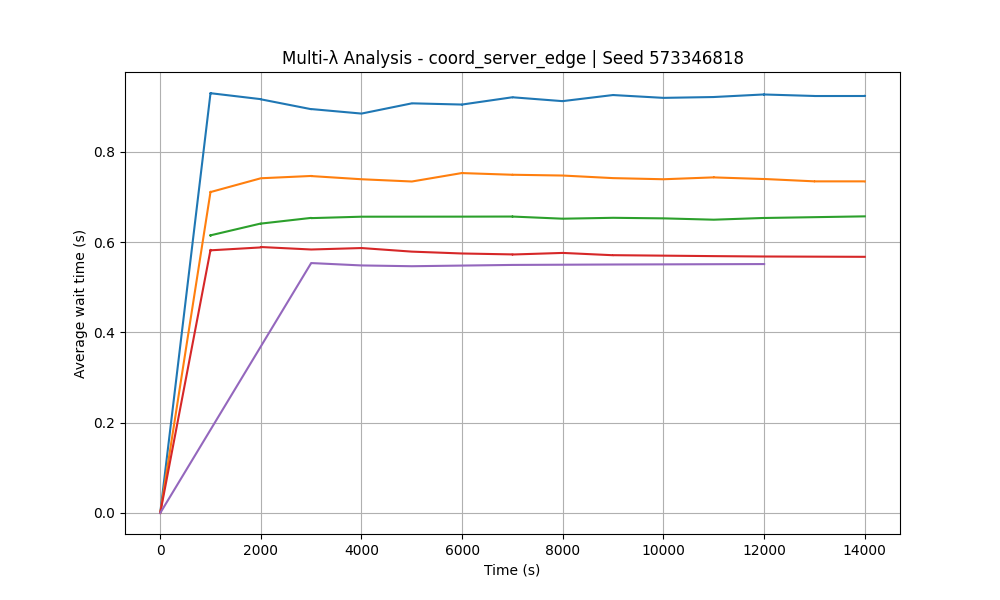 Multi-λ Analysis - coord_server_edge | Seed 573346818
Average wait time (s)
0.8
0.6
0.4
0.2
0.0
0 2000 4000 6000 8000 10000 12000 14000
Time (s)